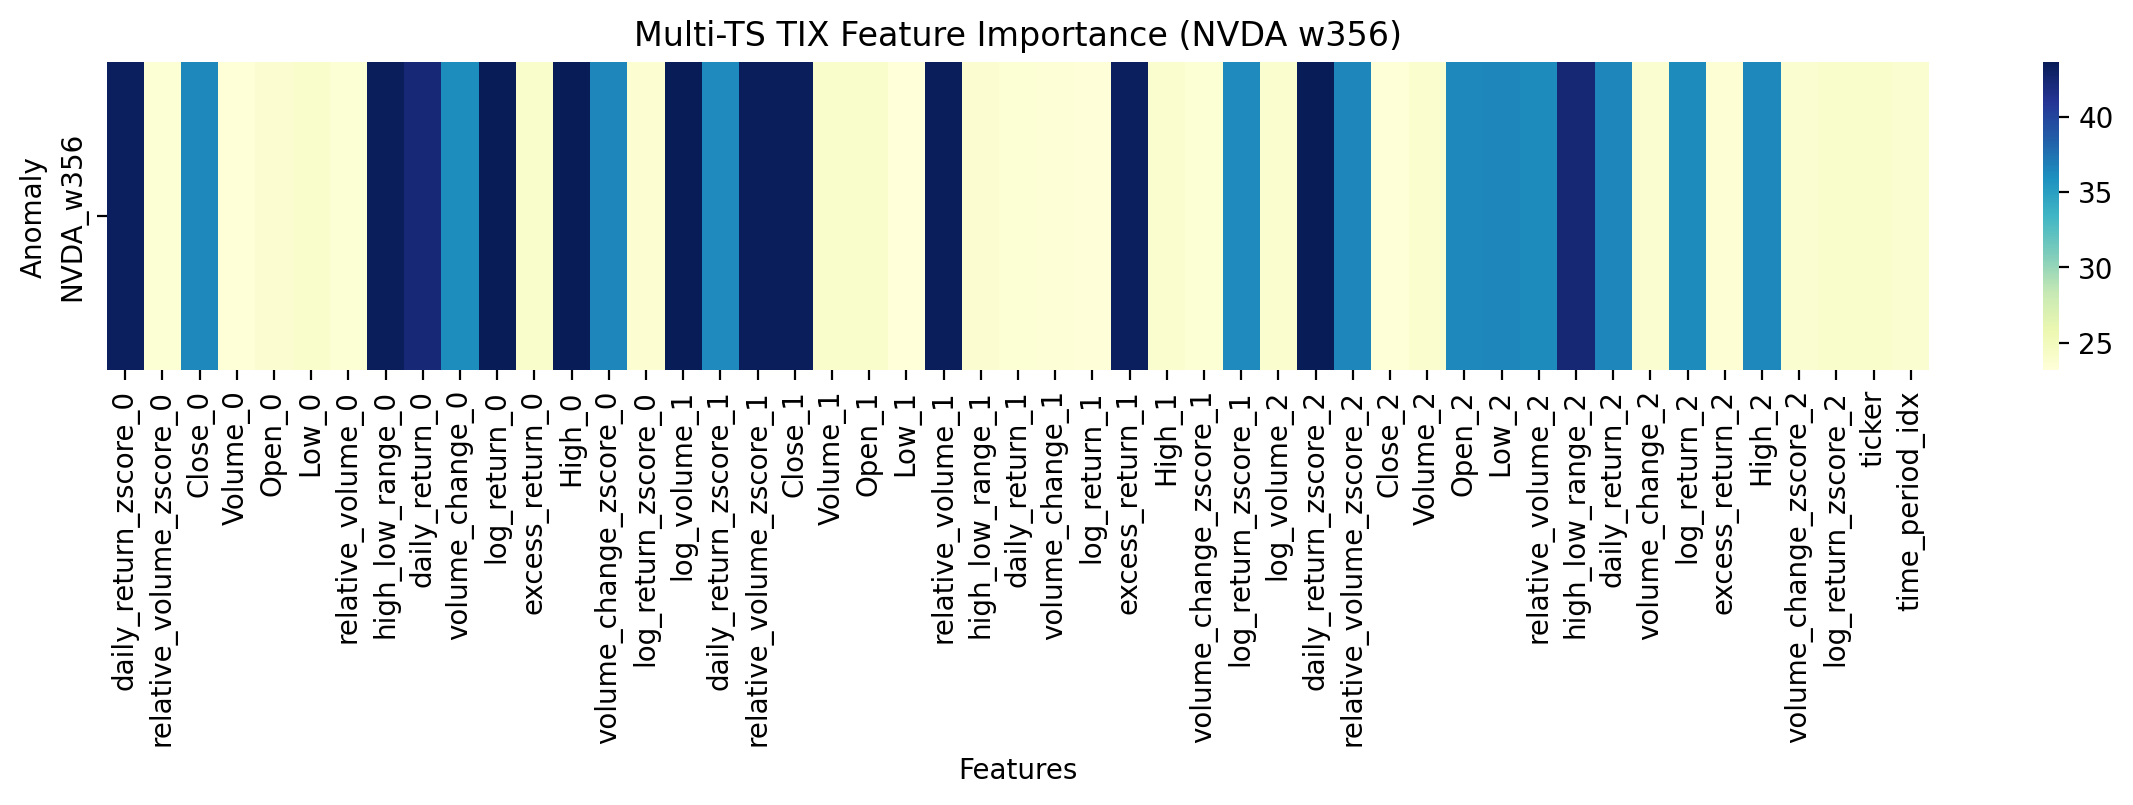 Multi-TS TIX Feature Importance (NVDA w356)
Anomaly
NVDA_w356
40
35
30
25
daily_return_zscore_0
relative_volume_zscore_0
Close_0
Volume_0
Open_0
Low_0
relative_volume_0
high_low_range_0
daily_return_0
volume_change_0
log_return_0
excess_return_0
High_0
volume_change_zscore_0
log_return_zscore_0
log_volume_1
daily_return_zscore_1
relative_volume_zscore_1
Close_1
Volume_1
Open_1
Low_1
relative_volume_1
high_low_range_1
daily_return_1
volume_change_1
log_return_1
excess_return_1
High_1
volume_change_zscore_1
log_return_zscore_1
log_volume_2
daily_return_zscore_2
relative_volume_zscore_2
Close_2
Volume_2
Open_2
Low_2
relative_volume_2
high_low_range_2
daily_return_2
volume_change_2
log_return_2
excess_return_2
High_2
volume_change_zscore_2
log_return_zscore_2
ticker
time_period_idx
Features